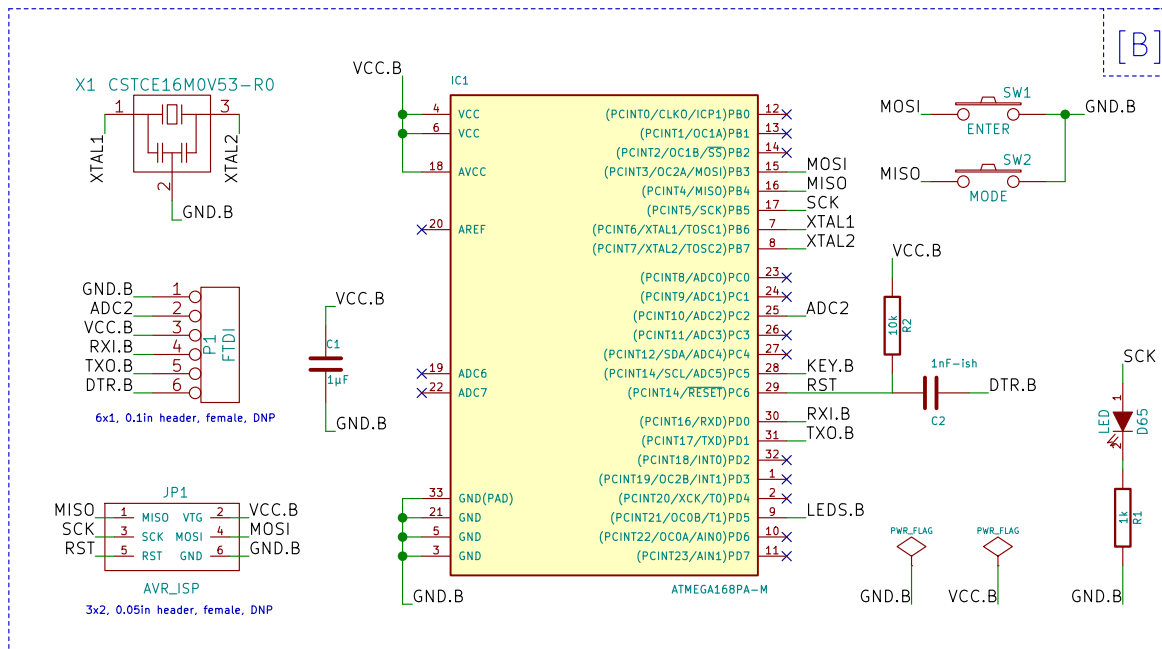 [B]
X1 CSTCE16M0V53-R0
1
3
XTAL1
XTAL2
2
GND.B
GND.B 1
ADC2 2
VCC.B 3
RXI.B 4
TXO.B 5
DTR.B 6
P1
FTDI
6x1, 0.1in header, female, DNP
JP1
MISO 1 MISO VTG 2 VCC.B
SCK 3 SCK MOSI 4 MOSI
RST 5 RST GND 6 GND.B
AVR_ISP
3x2, 0.05in header, female, DNP
VCC.B
C1
1µF
GND.B
VCC.B
IC1
4 VCC
6 VCC
18 AVCC
20 AREF
19 ADC6
22 ADC7
33 GND(PAD)
21 GND
5 GND
3 GND
GND.B
(PCINT0/CLKO/ICP1)PB0 12
(PCINT1/OC1A)PB1 13
(PCINT2/OC1B/SS)PB2 14
(PCINT3/OC2A/MOSI)PB3 15 MOSI
(PCINT4/MISO)PB4 16 MISO
(PCINT5/SCK)PB5 17 SCK
(PCINT6/XTAL1/TOSC1)PB6 7 XTAL1
(PCINT7/XTAL2/TOSC2)PB7 8 XTAL2
(PCINT8/ADC0)PC0 23
(PCINT9/ADC1)PC1 24
(PCINT10/ADC2)PC2 25 ADC2
(PCINT11/ADC3)PC3 26
(PCINT12/SDA/ADC4)PC4 27
(PCINT14/SCL/ADC5)PC5 28 KEY.B
(PCINT14/RESET)PC6 29 RST
(PCINT16/RXD)PD0 30 RXI.B
(PCINT17/TXD)PD1 31 TXO.B
(PCINT18/INT0)PD2 32
(PCINT19/OC2B/INT1)PD3 1
(PCINT20/XCK/T0)PD4 2
(PCINT21/OC0B/T1)PD5 9 LEDS.B
(PCINT22/OC0A/AIN0)PD6 10
(PCINT23/AIN1)PD7 11
ATMEGA168PA-M
SW1
MOSI
GND.B
ENTER
SW2
MISO
MODE
VCC.B
10k
R2
1nF-ish
DTR.B
C2
SCK
1
LED
D65
2
1k
R1
GND.B
PWR_FLAG
GND.B
PWR_FLAG
VCC.B